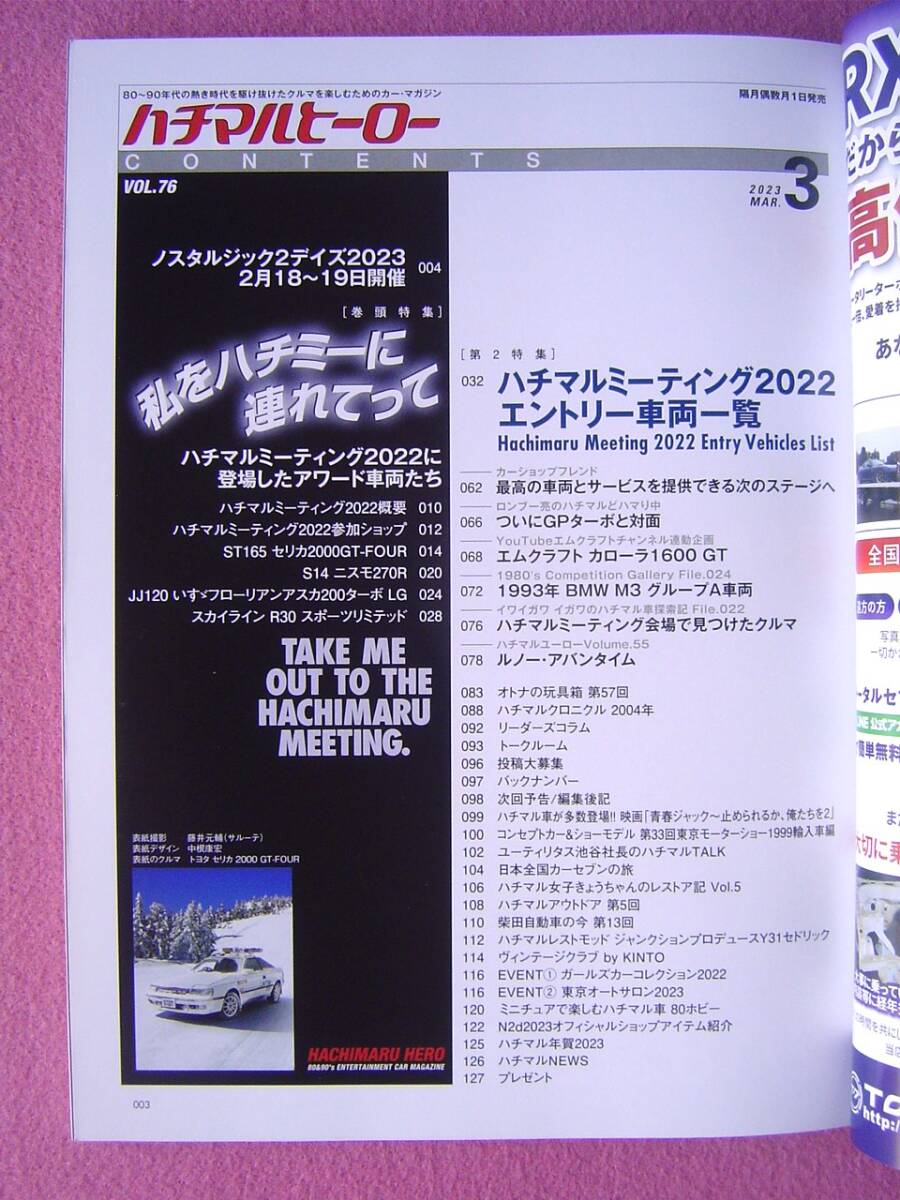 80〜90年代の熱き時代を駆け抜けたクルマを楽しむためのカー・マガジン
隔月偶数月1日発売
ハチマルヒーロー
CONTENTS
VOL.76
2023
MAR.
3
ノスタルジック2デイズ2023
2月18〜19日開催 004
[巻頭特集]
私をハチミーに
連れてって
ハチマルミーティング2022に
登場したアワード車両たち
ハチマルミーティング2022概要 010
ハチマルミーティング2022参加ショップ 012
ST165 セリカ2000GT-FOUR 014
S14 ニスモ270R 020
JJ120 いすゞフローリアンアスカ200ターボ LG 024
スカイライン R30 スポーツリミテッド 028
TAKE ME
OUT TO THE
HACHIMARU
MEETING.
表紙撮影 藤井元輔(サルーテ)
表紙デザイン 中槇康宏
表紙のクルマ トヨタ セリカ 2000 GT-FOUR
HACHIMARU HERO
80&90's ENTERTAINMENT CAR MAGAZINE
003
[第2特集]
032 ハチマルミーティング2022
エントリー車両一覧
Hachimaru Meeting 2022 Entry Vehicles List
カーショップフレンド
062 最高の車両とサービスを提供できる次のステージへ
ロンブー亮のハチマルどハマり中
066 ついにGPターボと対面
YouTubeエムクラフトチャンネル連動企画
068 エムクラフト カローラ1600 GT
1980's Competition Gallery File.024
072 1993年 BMW M3 グループA車両
イワイガワ イガワのハチマル車探索記 File.022
076 ハチマルミーティング会場で見つけたクルマ
ハチマルユーローVolume.55
078 ルノー・アバンタイム
083 オトナの玩具箱 第57回
088 ハチマルクロニクル 2004年
092 リーダーズコラム
093 トークルーム
096 投稿大募集
097 バックナンバー
098 次回予告/編集後記
099 ハチマル車が多数登場!! 映画「青春ジャック〜止められるか、俺たちを2」
100 コンセプトカー&ショーモデル 第33回東京モーターショー1999輸入車編
102 ユーティリタス池谷社長のハチマルTALK
104 日本全国カーセブンの旅
106 ハチマル女子きょうちゃんのレストア記 Vol.5
108 ハチマルアウトドア 第5回
110 柴田自動車の今 第13回
112 ハチマルレストモッド ジャンクションプロデュースY31セドリック
114 ヴィンテージクラブ by KINTO
116 EVENT① ガールズカーコレクション2022
116 EVENT② 東京オートサロン2023
120 ミニチュアで楽しむハチマル車 80ホビー
122 N2d2023オフィシャルショップアイテム紹介
125 ハチマル年賀2023
126 ハチマルNEWS
127 プレゼント
RX
だから
高
全国
簡単無料
http://